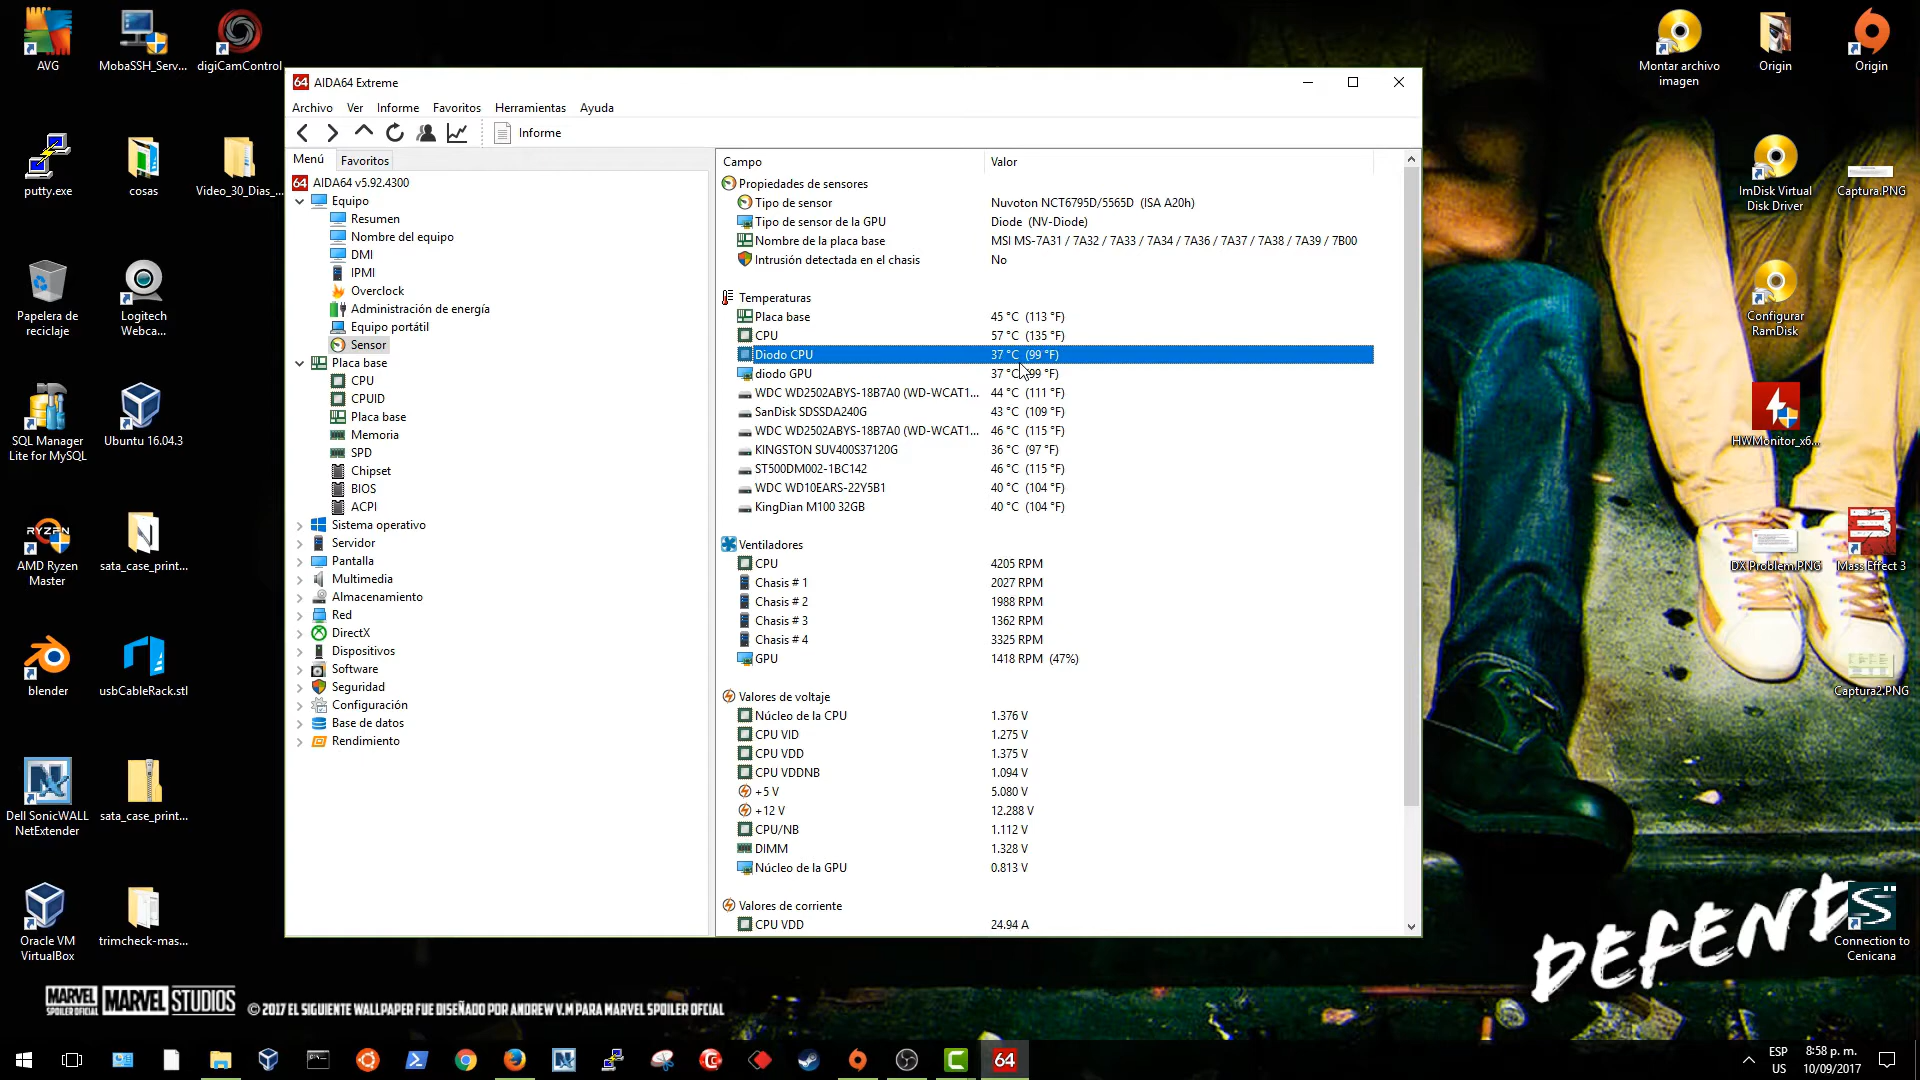 AVG
MobaSSH_Serv...
digiCamControl
Montar archivo
imagen
Origin
Origin
putty.exe
cosas
Video_30_Dias_...
ImDisk Virtual
Disk Driver
Captura.PNG
Papelera de
reciclaje
Logitech
Webca...
Configurar
RamDisk
SQL Manager
Lite for MySQL
Ubuntu 16.04.3
HWMonitor_x6...
RYZEN
AMD Ryzen
Master
sata_case_print...
DX Problem.PNG
3
Mass Effect 3
blender
usbCableRack.stl
Captura2.PNG
Dell SonicWALL
NetExtender
sata_case_print...
Oracle VM
VirtualBox
trimcheck-mas...
Connection to
Cenicana
64 AIDA64 Extreme
Archivo Ver Informe Favoritos Herramientas Ayuda
Informe
Menú Favoritos
64 AIDA64 v5.92.4300
Equipo
Resumen
Nombre del equipo
DMI
IPMI
Overclock
Administración de energía
Equipo portátil
Sensor
Placa base
CPU
CPUID
Placa base
Memoria
SPD
Chipset
BIOS
ACPI
Sistema operativo
Servidor
Pantalla
Multimedia
Almacenamiento
Red
DirectX
Dispositivos
Software
Seguridad
Configuración
Base de datos
Rendimiento
Campo Valor
Propiedades de sensores
Tipo de sensor Nuvoton NCT6795D/5565D (ISA A20h)
Tipo de sensor de la GPU Diode (NV-Diode)
Nombre de la placa base MSI MS-7A31 / 7A32 / 7A33 / 7A34 / 7A36 / 7A37 / 7A38 / 7A39 / 7B00
Intrusión detectada en el chasis No
Temperaturas
Placa base 45 °C (113 °F)
CPU 57 °C (135 °F)
Diodo CPU 37 °C (99 °F)
diodo GPU 37 °C (99 °F)
WDC WD2502ABYS-18B7A0 (WD-WCAT1... 44 °C (111 °F)
SanDisk SDSSDA240G 43 °C (109 °F)
WDC WD2502ABYS-18B7A0 (WD-WCAT1... 46 °C (115 °F)
KINGSTON SUV400S37120G 36 °C (97 °F)
ST500DM002-1BC142 46 °C (115 °F)
WDC WD10EARS-22Y5B1 40 °C (104 °F)
KingDian M100 32GB 40 °C (104 °F)
Ventiladores
CPU 4205 RPM
Chasis # 1 2027 RPM
Chasis # 2 1988 RPM
Chasis # 3 1362 RPM
Chasis # 4 3325 RPM
GPU 1418 RPM (47%)
Valores de voltaje
Núcleo de la CPU 1.376 V
CPU VID 1.275 V
CPU VDD 1.375 V
CPU VDDNB 1.094 V
+5 V 5.080 V
+12 V 12.288 V
CPU/NB 1.112 V
DIMM 1.328 V
Núcleo de la GPU 0.813 V
Valores de corriente
CPU VDD 24.94 A
DEFEND
MARVEL
SPOILER OFICIAL
MARVEL STUDIOS
© 2017 EL SIGUIENTE WALLPAPER FUE DISEÑADO POR ANDREW V.M PARA MARVEL SPOILER OFCIAL
64
ESP
US
8:58 p. m.
10/09/2017